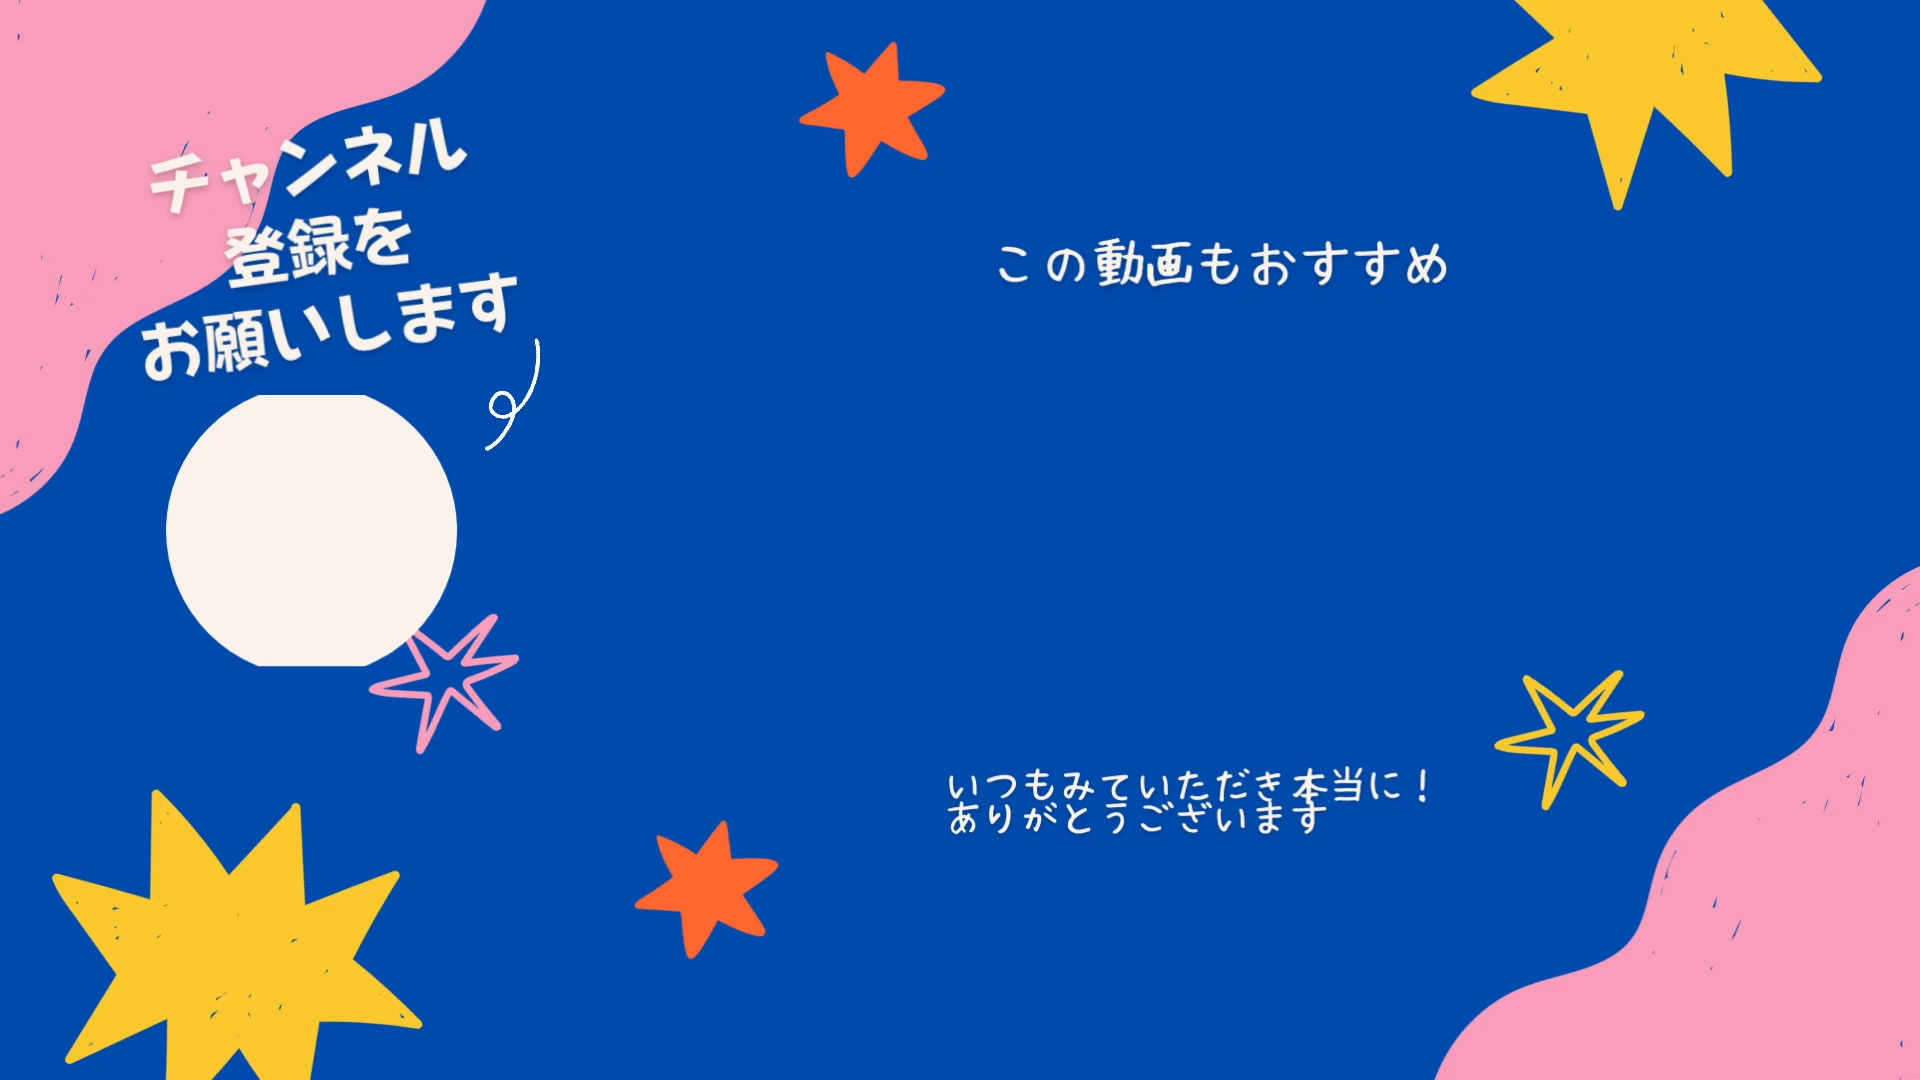 チャンネル
登録を
お願いします
この動画もおすすめ
いつもみていただき本当に！
ありがとうございます